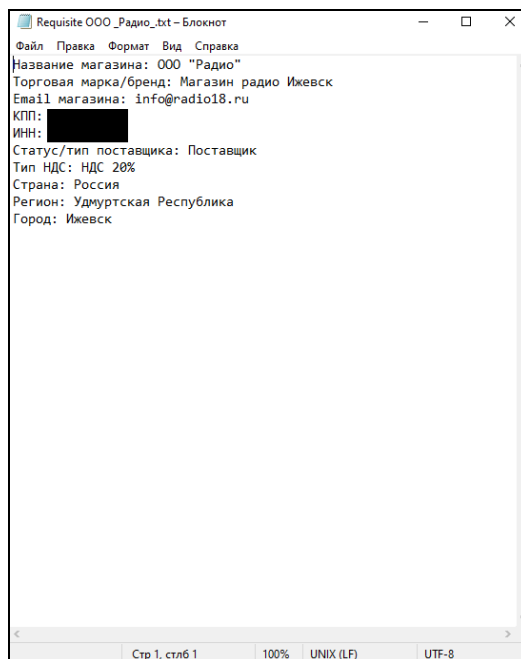 Requisite ООО _Радио_.txt – Блокнот
Файл Правка Формат Вид Справка
Название магазина: ООО "Радио"
Торговая марка/бренд: Магазин радио Ижевск
Email магазина: info@radio18.ru
КПП:
ИНН:
Статус/тип поставщика: Поставщик
Тип НДС: НДС 20%
Страна: Россия
Регион: Удмуртская Республика
Город: Ижевск
Стр 1, стлб 1 100% UNIX (LF) UTF-8